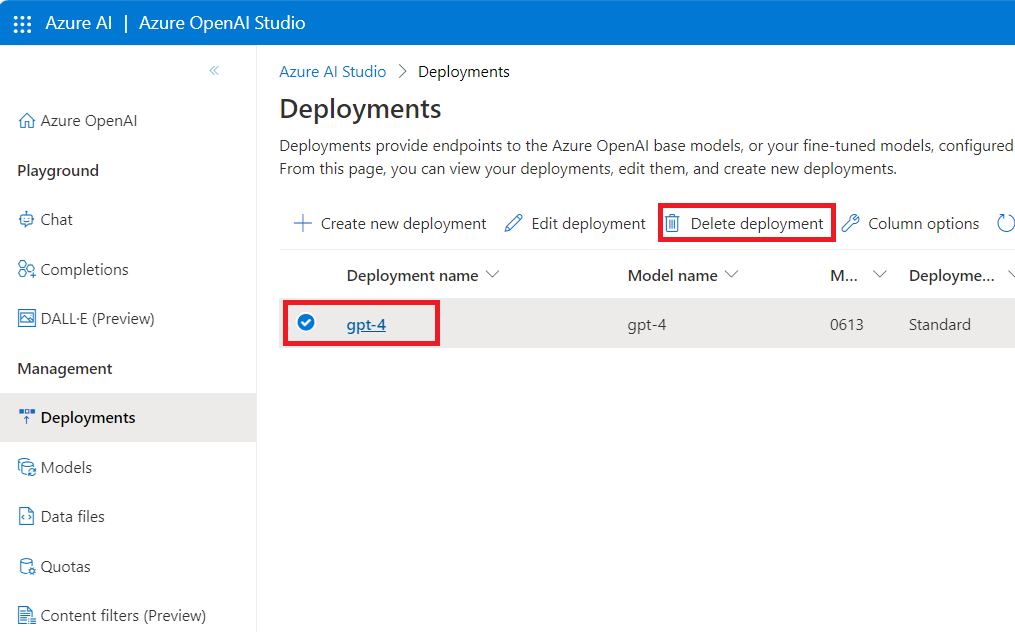 Azure AI | Azure OpenAI Studio
Azure AI Studio > Deployments
Azure OpenAI
Playground
Chat
Completions
DALL·E (Preview)
Management
Deployments
Models
Data files
Quotas
Content filters (Preview)
Deployments
Deployments provide endpoints to the Azure OpenAI base models, or your fine-tuned models, configured
From this page, you can view your deployments, edit them, and create new deployments.
Create new deployment Edit deployment Delete deployment Column options
Deployment name Model name M... Deployme...
gpt-4 gpt-4 0613 Standard